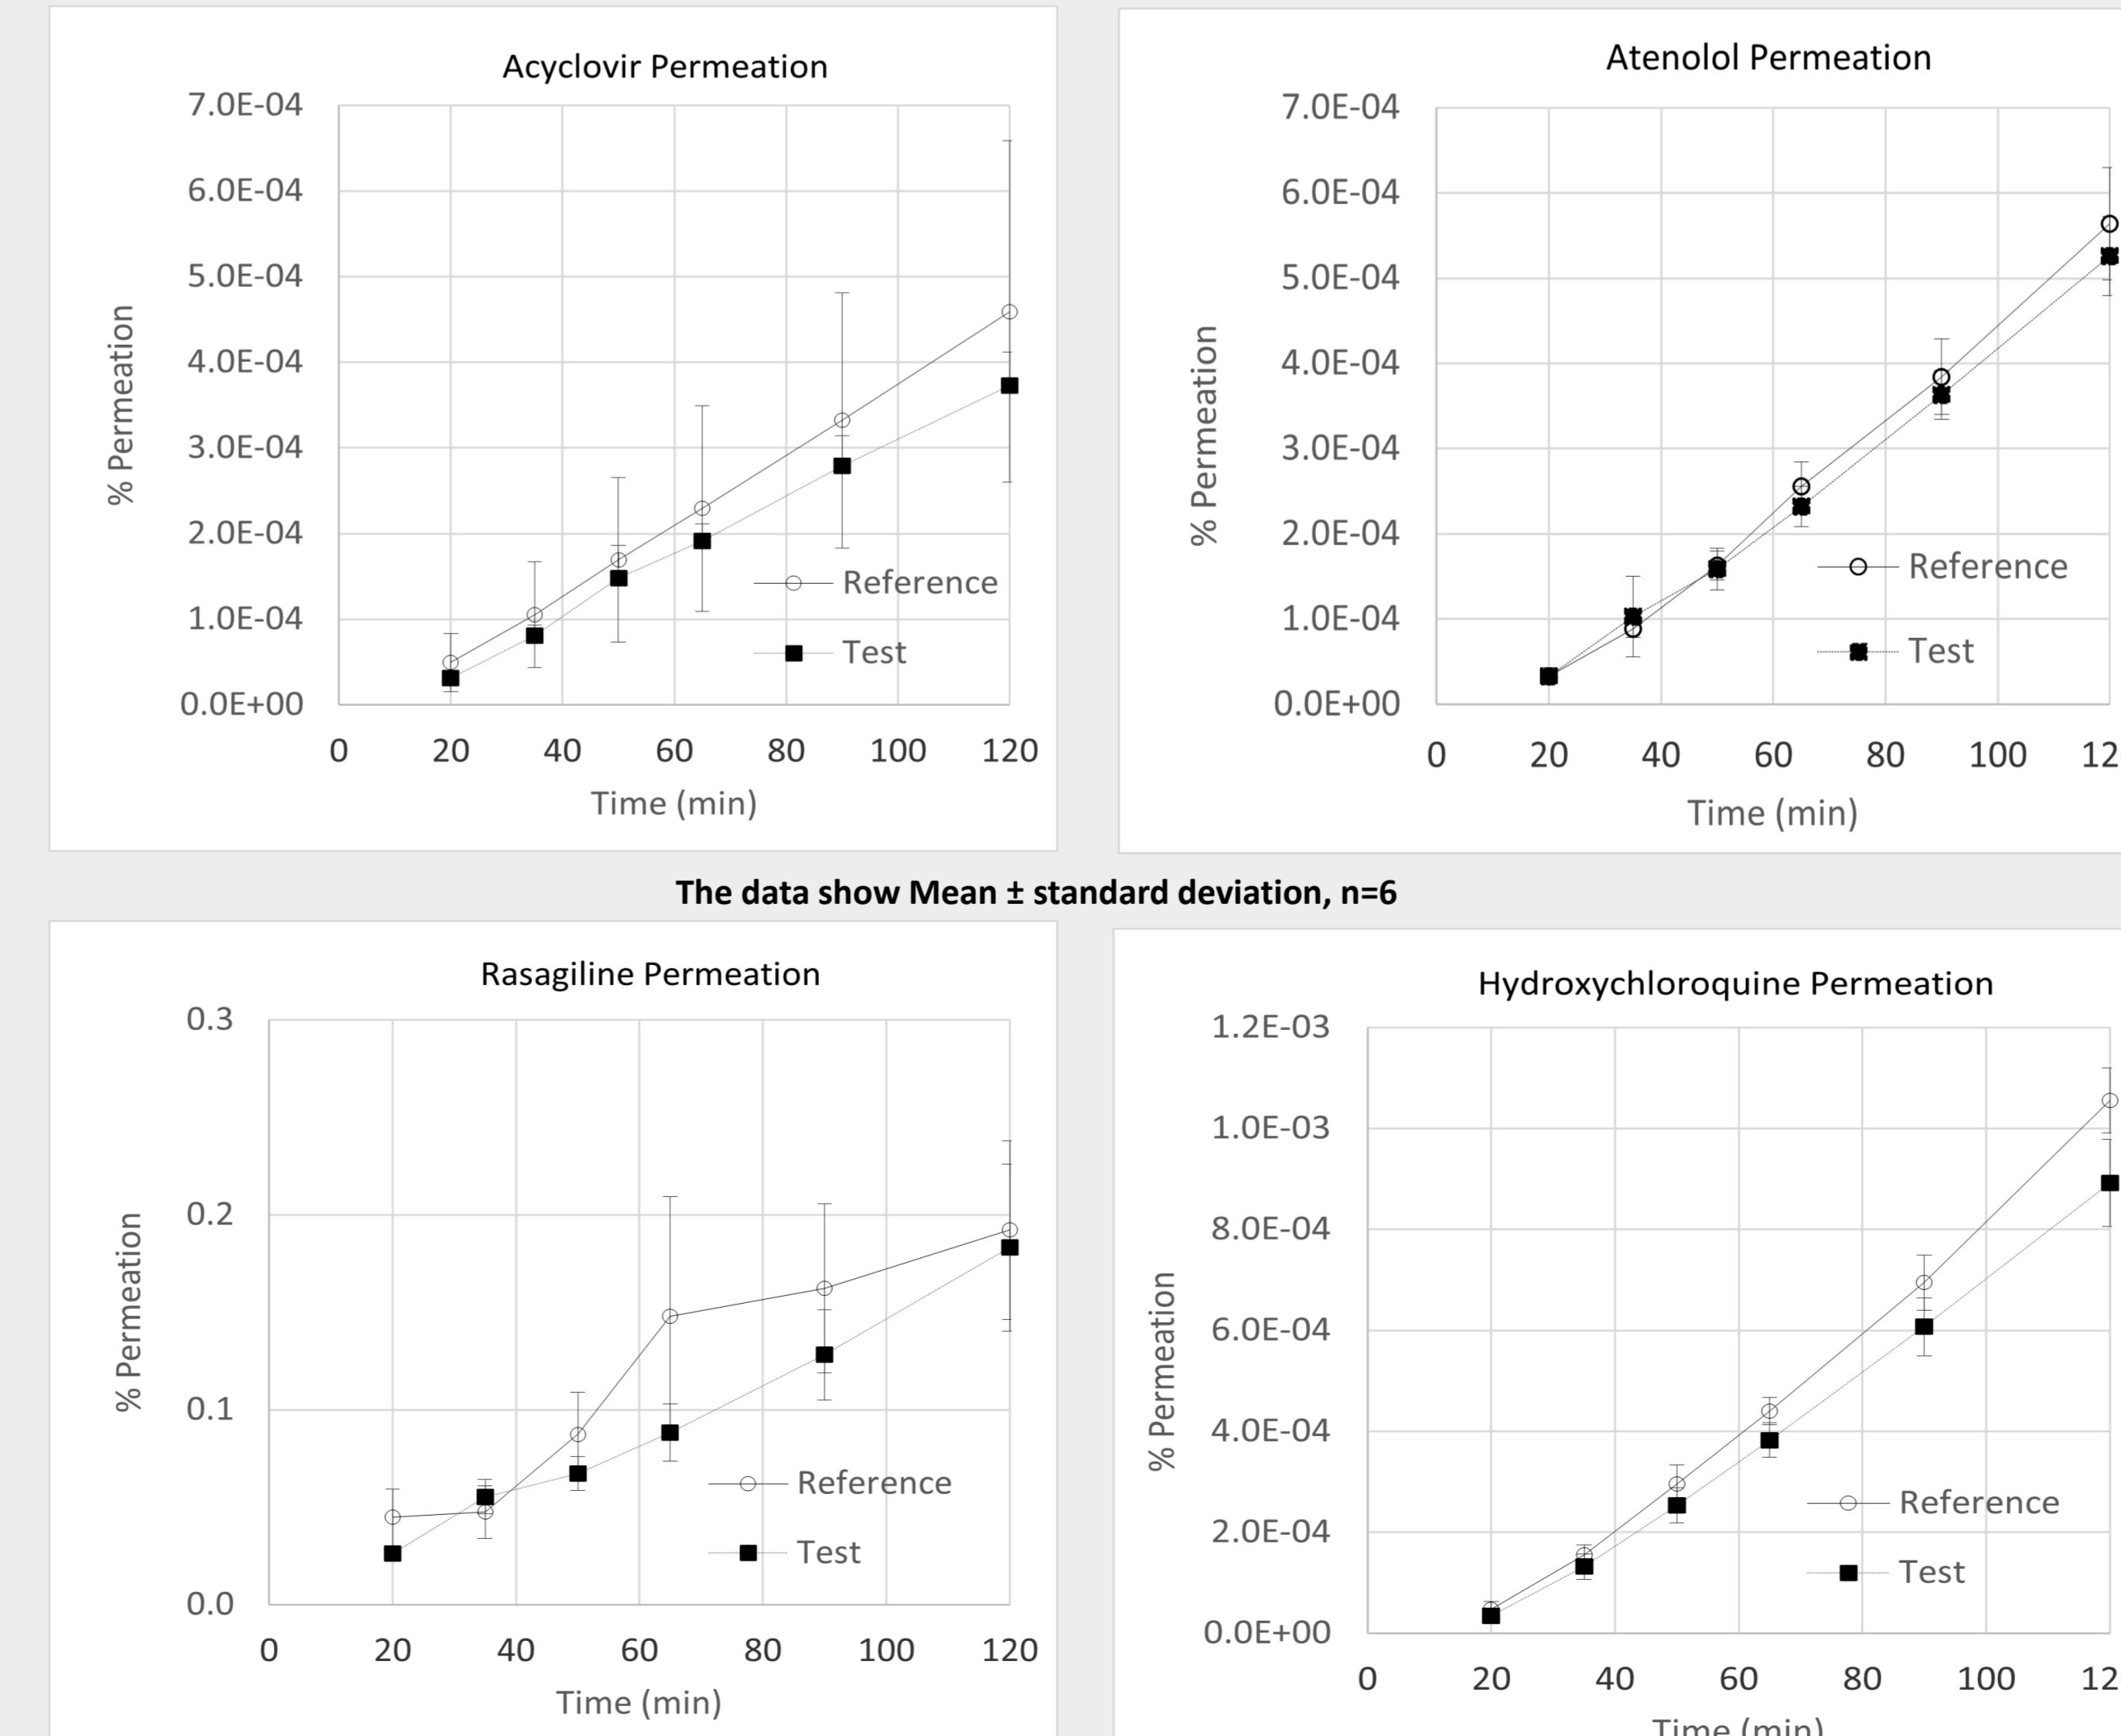 Acyclovir Permeation
7.0E-04
6.0E-04
5.0E-04
4.0E-04
3.0E-04
2.0E-04
1.0E-04
0.0E+00
% Permeation
Reference
Test
0 20 40 60 80 100 120
Time (min)
Atenolol Permeation
7.0E-04
6.0E-04
5.0E-04
4.0E-04
3.0E-04
2.0E-04
1.0E-04
0.0E+00
% Permeation
Reference
Test
0 20 40 60 80 100 12
Time (min)
The data show Mean ± standard deviation, n=6
Rasagiline Permeation
0.3
0.2
0.1
0.0
% Permeation
Reference
Test
0 20 40 60 80 100 120
Time (min)
Hydroxychloroquine Permeation
1.2E-03
1.0E-03
8.0E-04
6.0E-04
4.0E-04
2.0E-04
0.0E+00
% Permeation
Reference
Test
0 20 40 60 80 100 12
Time (min)